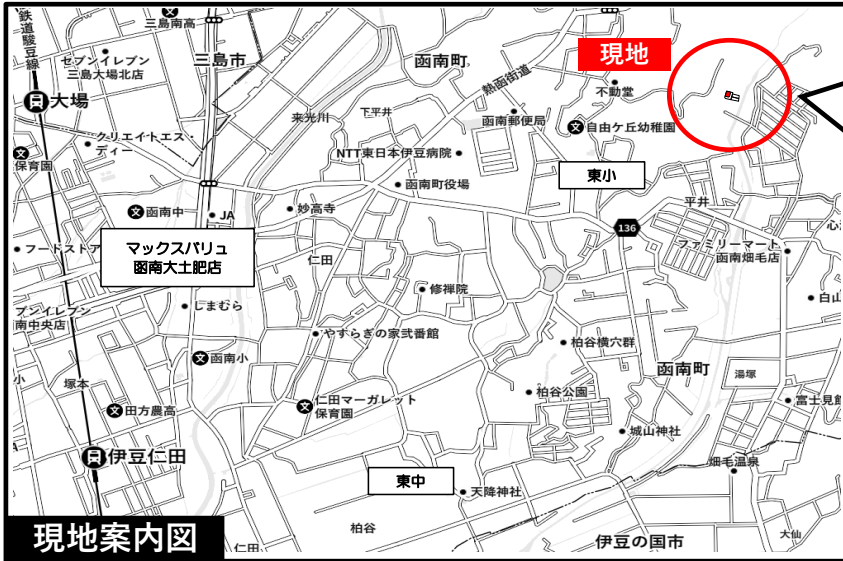 鉄道駿豆線
三島南高
セブンイレブン
三島大場北店
三島市
函南町
熱函街道
現地
不動堂
大場
来光川
下平井
函南郵便局
自由ケ丘幼稚園
クリエイトエス・
ディー
保育園
NTT東日本伊豆病院
東小
函南町役場
函南中
JA
妙高寺
平井
136
マックスバリュ
函南大土肥店
フードストア
仁田
ファミリーマート
函南畑毛店
心
修禅院
白山
ブンイレブン
南中央店
しまむら
やすらぎの家弐番館
柏谷横穴群
函南町
函南小
湯塚
小
塚本
田方農高
仁田マーガレット
保育園
柏谷公園
富士見館
城山神社
伊豆仁田
畑毛温泉
東中
天降神社
現地案内図
仁田
柏谷
伊豆の国市
大仙